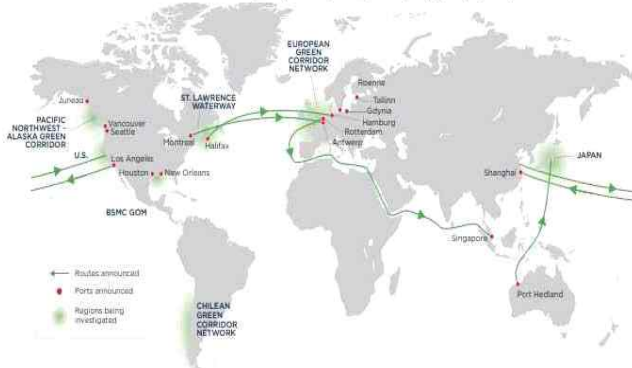 EUROPEAN
GREEN
CORRIDOR
NETWORK
Roenne
Tallinn
Gdynia
Hamburg
Rotterdam
Antwerp
ST. LAWRENCE
WATERWAY
Montreal
Halifax
Juneau
PACIFIC
NORTHWEST -
ALASKA GREEN
CORRIDOR
Vancouver
Seattle
U.S.
Los Angeles
Houston
New Orleans
BSMC GOM
JAPAN
Shanghai
Singapore
Port Hedland
CHILEAN
GREEN
CORRIDOR
NETWORK
Routes announced
Ports announced
Regions being
investigated